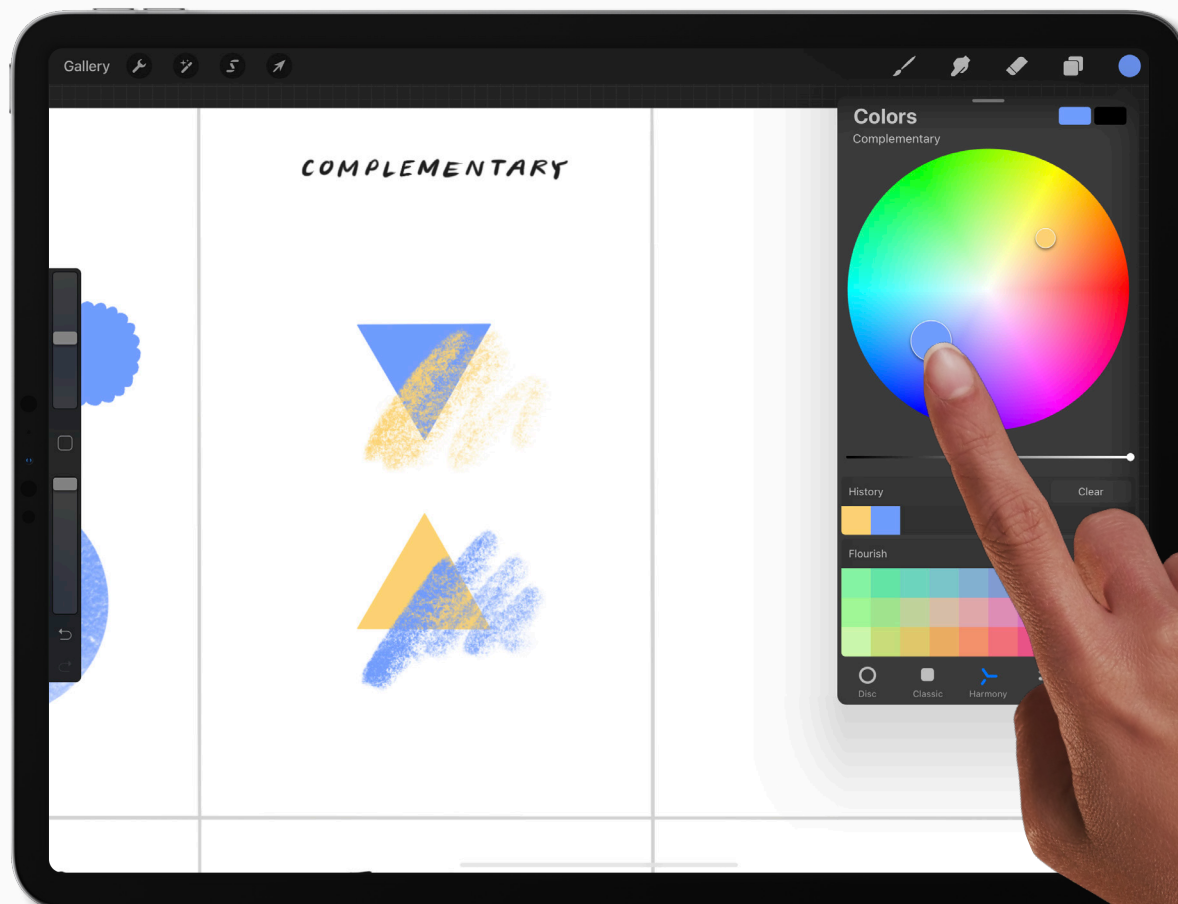 Gallery
Colors
Complementary
COMPLEMENTARY
History
Clear
Flourish
Disc
Classic
Harmony